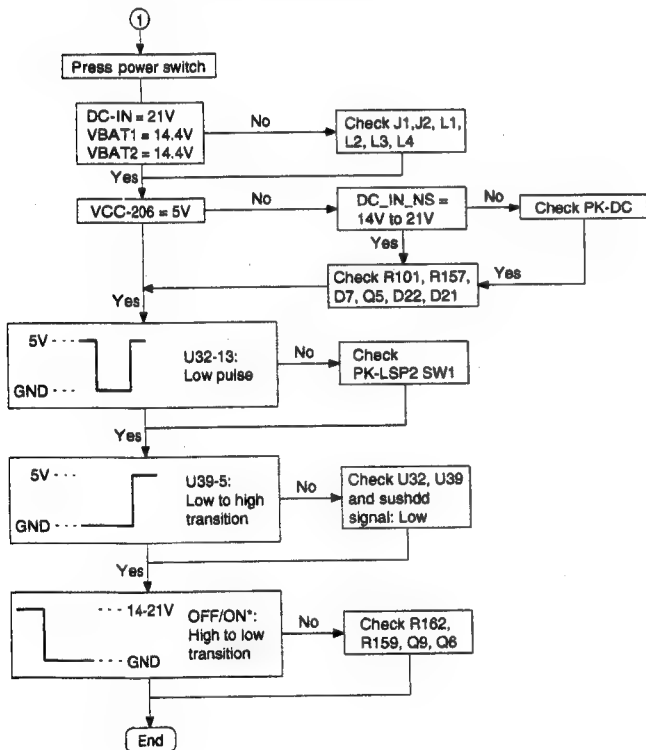 1
Press power switch
DC-IN = 21V
VBAT1 = 14.4V
VBAT2 = 14.4V
No
Check J1,J2, L1,
L2, L3, L4
Yes
VCC-206 = 5V
No
DC_IN_NS =
14V to 21V
No
Check PK-DC
Yes
Check R101, R157,
D7, Q5, D22, D21
Yes
Yes
5V
GND
U32-13:
Low pulse
No
Check
PK-LSP2 SW1
Yes
5V
GND
U39-5:
Low to high
transition
No
Check U32, U39
and sushdd
signal: Low
Yes
14-21V
GND
OFF/ON*:
High to low
transition
No
Check R162,
R159, Q9, Q6
End